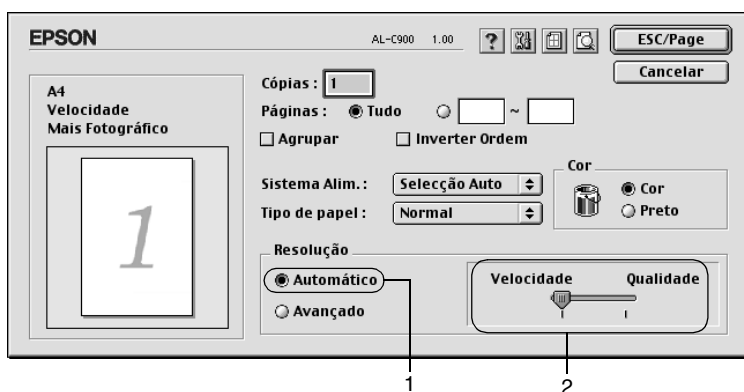 EPSON
AL-C900 1.00
?
ESC/Page
Cancelar
A4
Velocidade
Mais Fotográfico
1
Cópias : 1
Páginas : Tudo ~
Agrupar Inverter Ordem
Sistema Alim. : Selecção Auto
Tipo de papel : Normal
Cor
Cor
Preto
Resolução
Automático
Avançado
Velocidade Qualidade
1 2